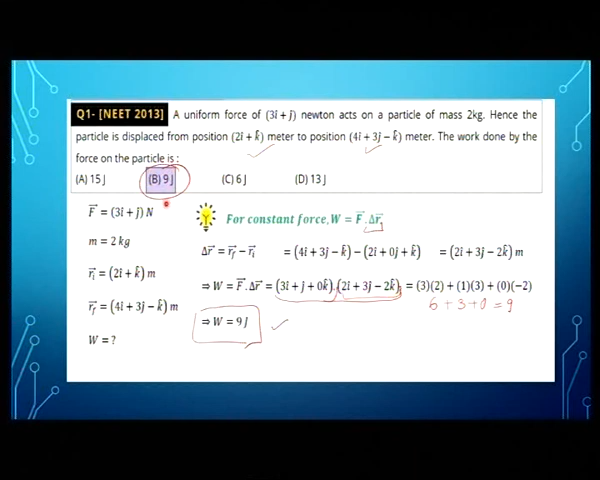 Q1- [NEET 2013] A uniform force of (3î + ĵ) newton acts on a particle of mass 2kg. Hence the
particle is displaced from position (2î + k̂) meter to position (4î + 3ĵ − k̂) meter. The work done by the
force on the particle is :
(A) 15 J (B) 9 J (C) 6 J (D) 13 J
F⃗ = (3î + ĵ) N
m = 2 kg
r⃗ᵢ = (2î + k̂) m
r⃗_f = (4î + 3ĵ − k̂) m
W = ?
For constant force, W = F⃗ . Δr⃗
Δr⃗ = r⃗_f − r⃗ᵢ = (4î + 3ĵ − k̂) − (2î + 0ĵ + k̂) = (2î + 3ĵ − 2k̂) m
⇒ W = F⃗ . Δr⃗ = (3î + ĵ + 0k̂) . (2î + 3ĵ − 2k̂) = (3)(2) + (1)(3) + (0)(−2)
6 + 3 + 0 = 9
⇒ W = 9 J